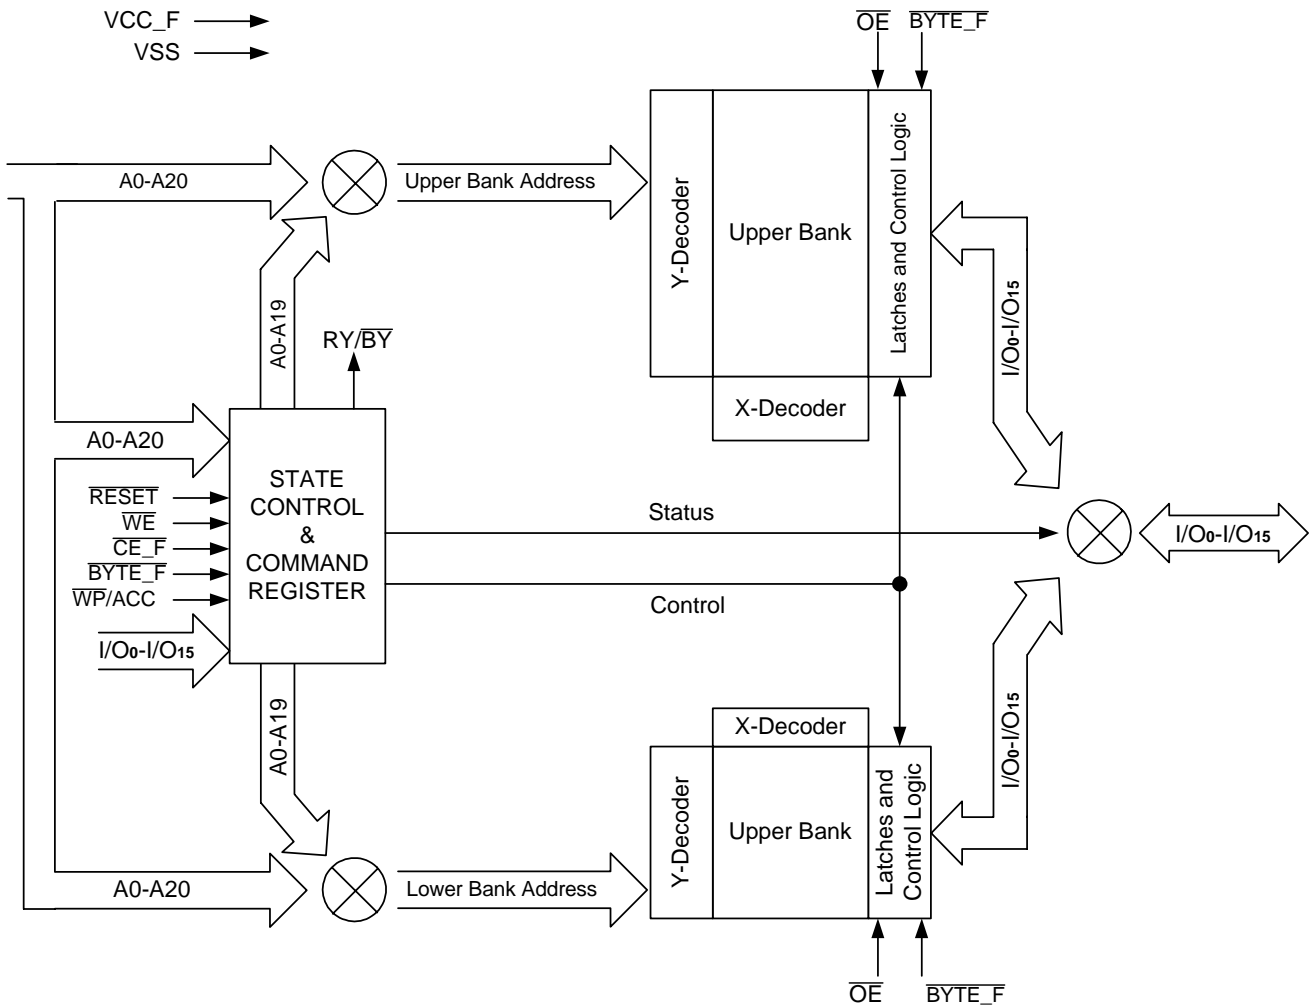 VCC_F
VSS
OE
BYTE_F
A0-A20
Upper Bank Address
Y-Decoder
Upper Bank
Latches and Control Logic
X-Decoder
I/O0-I/O15
A0-A19
RY/BY
A0-A20
RESET
WE
CE_F
BYTE_F
WP/ACC
I/O0-I/O15
STATE
CONTROL
&
COMMAND
REGISTER
Status
Control
I/O0-I/O15
A0-A19
X-Decoder
Y-Decoder
Upper Bank
Latches and
Control Logic
I/O0-I/O15
A0-A20
Lower Bank Address
OE
BYTE_F